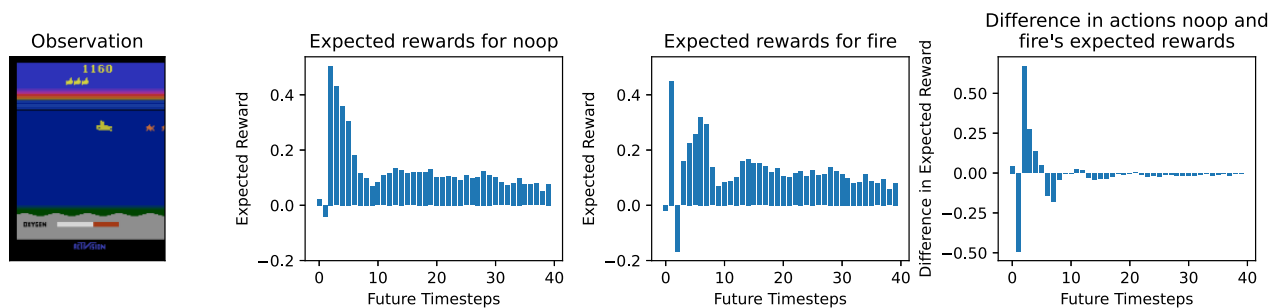 Observation
1160
OXYGEN
ACTIVISION
Expected rewards for noop
Expected Reward
0.4
0.2
0.0
−0.2
0
10
20
30
40
Future Timesteps
Expected rewards for fire
Expected Reward
0.4
0.2
0.0
−0.2
0
10
20
30
40
Future Timesteps
Difference in actions noop and
fire's expected rewards
Difference in Expected Reward
0.50
0.25
0.00
−0.25
−0.50
0
10
20
30
40
Future Timesteps